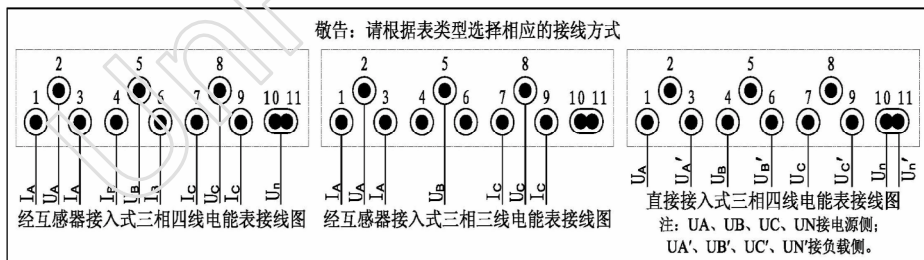 敬告：请根据表类型选择相应的接线方式
2 5 8
1 3 4 6 7 9 10 11
IA UA IA IB UB IB IC UC IC Un
经互感器接入式三相四线电能表接线图
2 5 8
1 3 4 6 7 9 10 11
IA UA IA UB IC UC IC
经互感器接入式三相三线电能表接线图
2 5 8
1 3 4 6 7 9 10 11
UA UA′ UB UB′ UC UC′ Un Un′
直接接入式三相四线电能表接线图
注：UA、UB、UC、UN接电源侧；
UA′、UB′、UC′、UN′接负载侧。